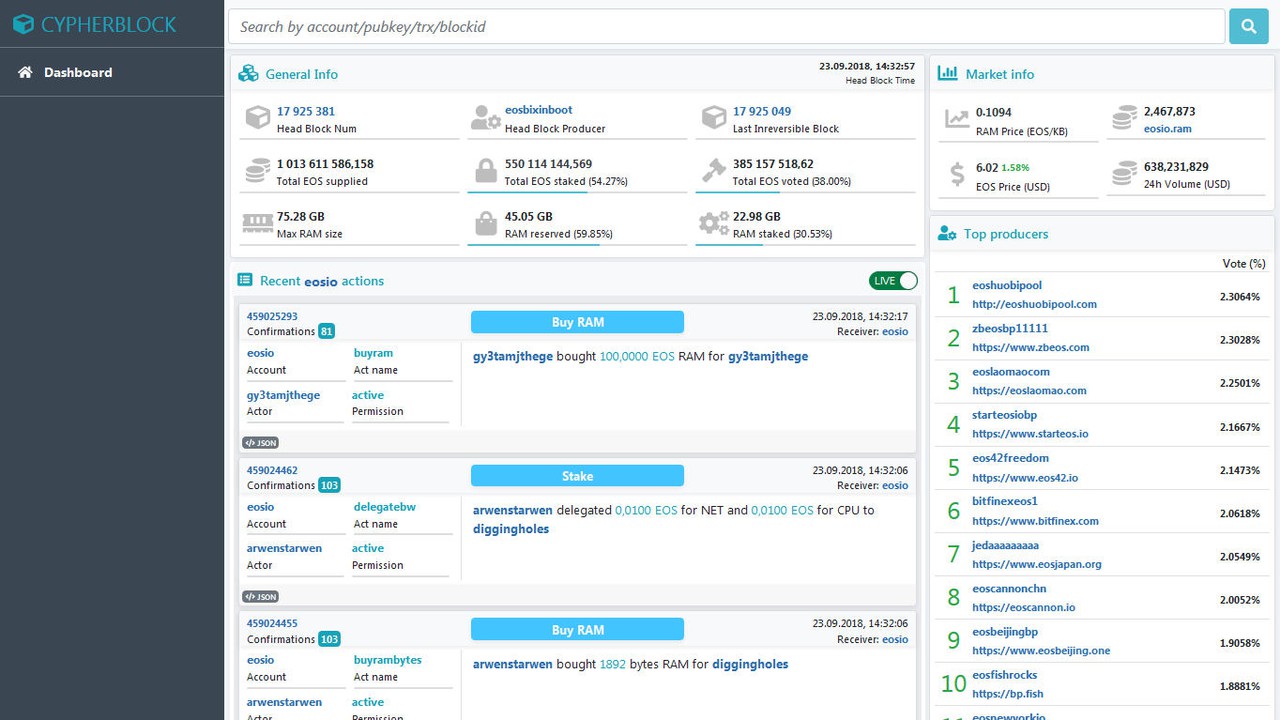 CYPHERBLOCK
Dashboard
Search by account/pubkey/trx/blockid
General Info
23.09.2018, 14:32:57
Head Block Time
17 925 381
Head Block Num
eosbixinboot
Head Block Producer
17 925 049
Last Inreversible Block
1 013 611 586,158
Total EOS supplied
550 114 144,569
Total EOS staked (54.27%)
385 157 518,62
Total EOS voted (38.00%)
75.28 GB
Max RAM size
45.05 GB
RAM reserved (59.85%)
22.98 GB
RAM staked (30.53%)
Recent eosio actions
LIVE
459025293
Confirmations 81
Buy RAM
23.09.2018, 14:32:17
Receiver: eosio
eosio
Account
buyram
Act name
gy3tamjthege
Actor
active
Permission
gy3tamjthege bought 100,0000 EOS RAM for gy3tamjthege
</> JSON
459024462
Confirmations 103
Stake
23.09.2018, 14:32:06
Receiver: eosio
eosio
Account
delegatebw
Act name
arwenstarwen
Actor
active
Permission
arwenstarwen delegated 0,0100 EOS for NET and 0,0100 EOS for CPU to
diggingholes
</> JSON
459024455
Confirmations 103
Buy RAM
23.09.2018, 14:32:06
Receiver: eosio
eosio
Account
buyrambytes
Act name
arwenstarwen
Actor
active
Permission
arwenstarwen bought 1892 bytes RAM for diggingholes
Market info
0.1094
RAM Price (EOS/KB)
2,467,873
eosio.ram
6.02 1.58%
EOS Price (USD)
638,231,829
24h Volume (USD)
Top producers
Vote (%)
1 eoshuobipool
http://eoshuobipool.com
2.3064%
2 zbeosbp11111
https://www.zbeos.com
2.3028%
3 eoslaomaocom
https://eoslaomao.com
2.2501%
4 starteosiobp
https://www.starteos.io
2.1667%
5 eos42freedom
https://www.eos42.io
2.1473%
6 bitfinexeos1
https://www.bitfinex.com
2.0618%
7 jedaaaaaaaaa
https://www.eosjapan.org
2.0549%
8 eoscannonchn
https://eoscannon.io
2.0052%
9 eosbeijingbp
https://www.eosbeijing.one
1.9058%
10 eosfishrocks
https://bp.fish
1.8881%
11 eosnewyorkio